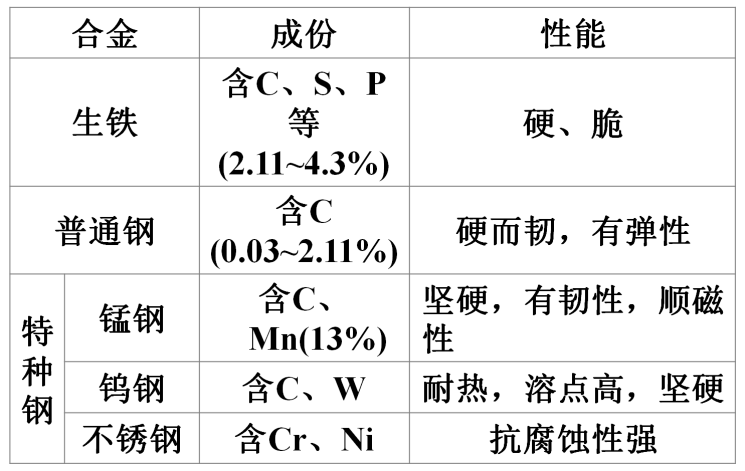 合金 成份 性能
生铁
含C、S、P
等
(2.11~4.3%)
硬、脆
普通钢
含C
(0.03~2.11%)
硬而韧，有弹性
特
种
钢
锰钢
含C、
Mn(13%)
坚硬，有韧性，顺磁
性
钨钢 含C、W 耐热，溶点高，坚硬
不锈钢 含Cr、Ni 抗腐蚀性强